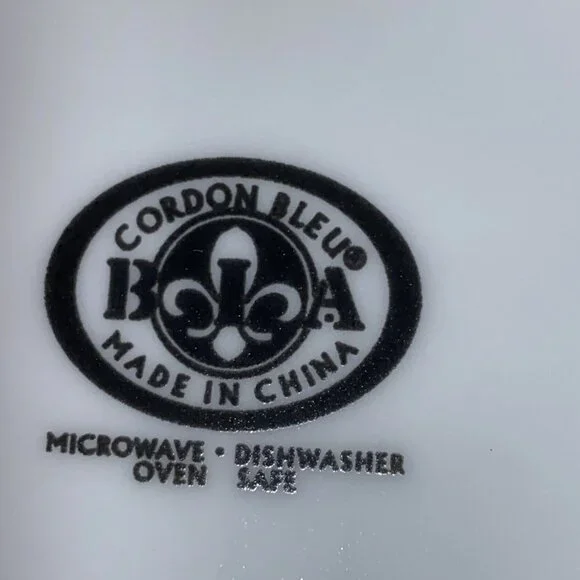 CORDON BLEU®
BIA
MADE IN CHINA
MICROWAVE • DISHWASHER
OVEN SAFE